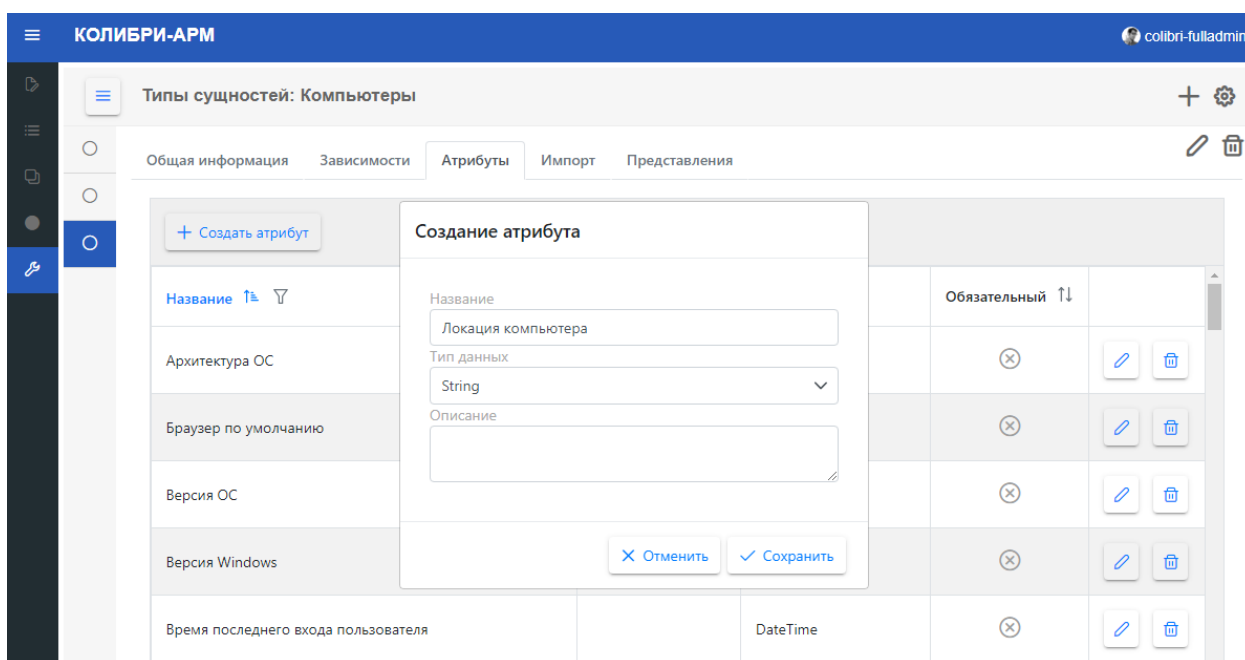 КОЛИБРИ-АРМ
colibri-fulladmin
Типы сущностей: Компьютеры
Общая информация Зависимости Атрибуты Импорт Представления
Создать атрибут
Создание атрибута
Название
Обязательный
Название
Локация компьютера
Тип данных
String
Описание
Архитектура ОС
Браузер по умолчанию
Версия ОС
Версия Windows
Отменить Сохранить
Время последнего входа пользователя DateTime